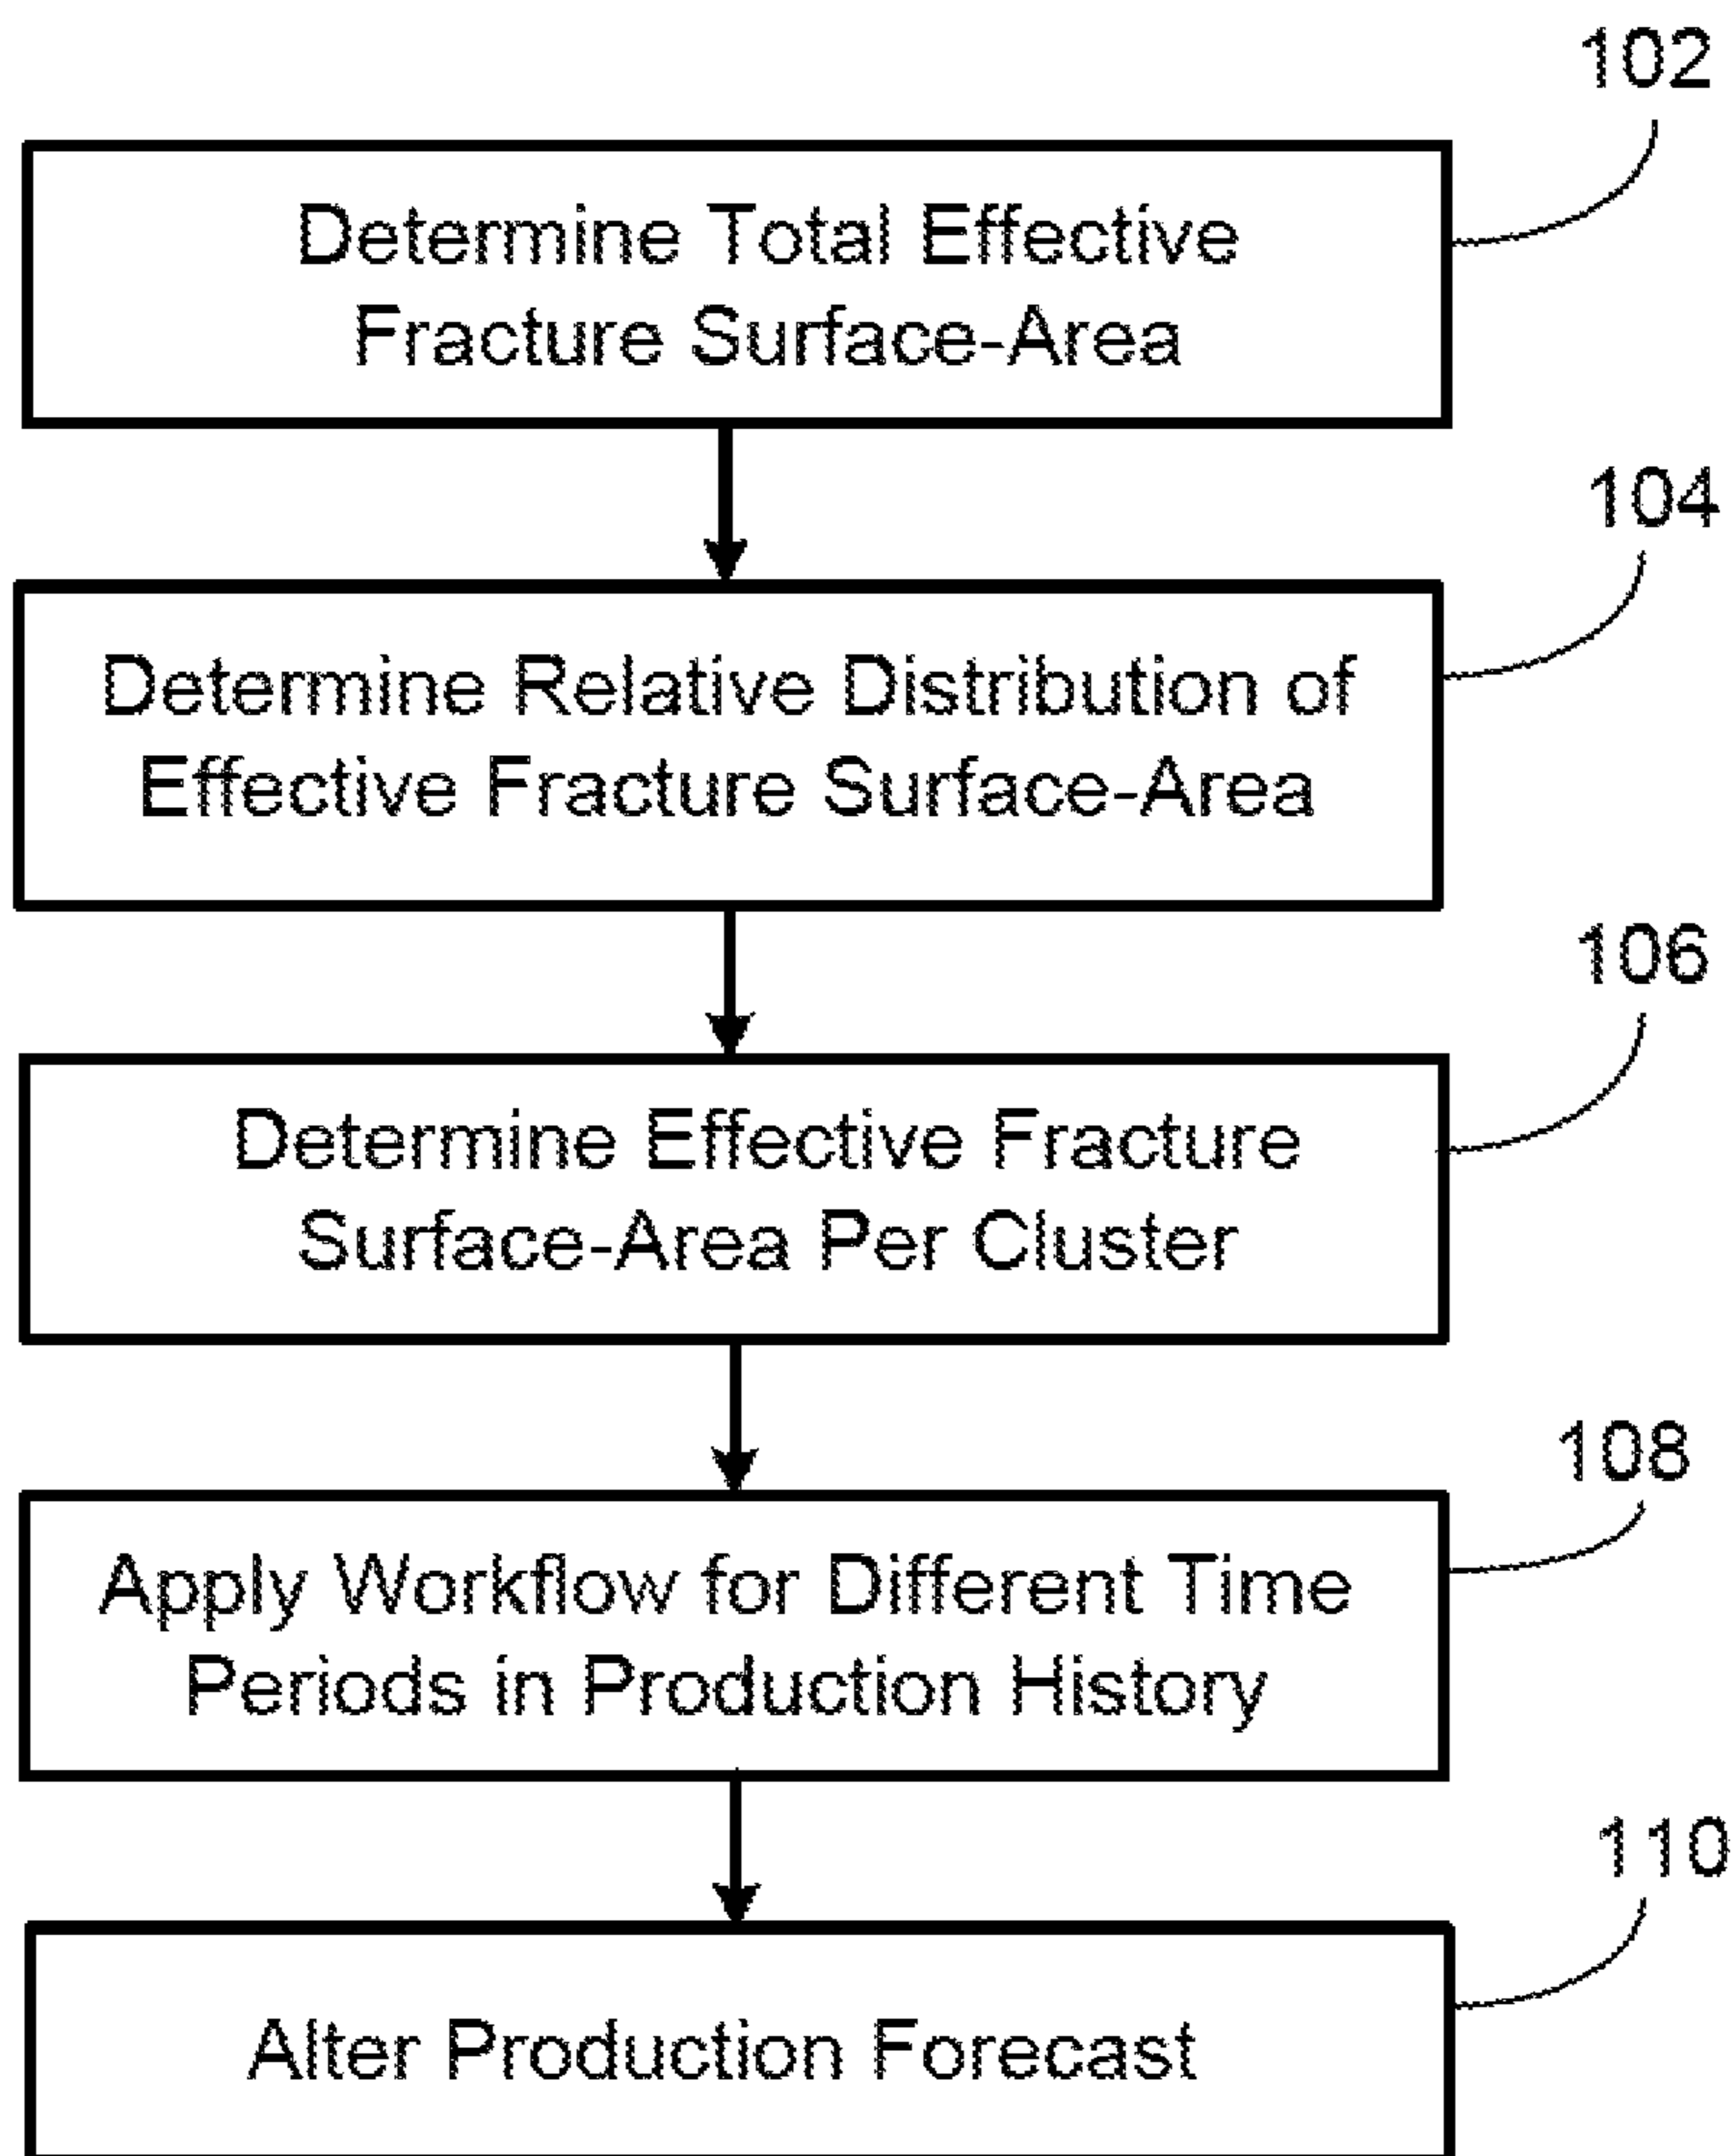 102
Determine Total Effective
Fracture Surface-Area
104
Determine Relative Distribution of
Effective Fracture Surface-Area
106
Determine Effective Fracture
Surface-Area Per Cluster
108
Apply Workflow for Different Time
Periods in Production History
110
Alter Production Forecast